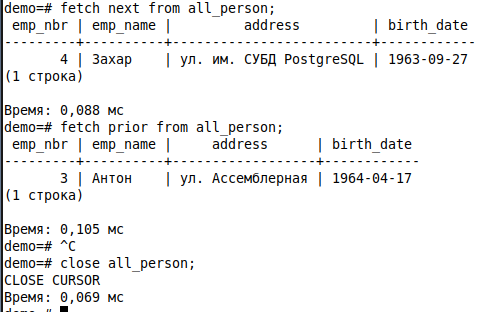 demo=# fetch next from all_person;
 emp_nbr | emp_name |         address         | birth_date
---------+----------+-------------------------+------------
       4 | Захар    | ул. им. СУБД PostgreSQL | 1963-09-27
(1 строка)
Время: 0,088 мс
demo=# fetch prior from all_person;
 emp_nbr | emp_name |     address      | birth_date
---------+----------+------------------+------------
       3 | Антон    | ул. Ассемблерная | 1964-04-17
(1 строка)
Время: 0,105 мс
demo=# ^C
demo=# close all_person;
CLOSE CURSOR
Время: 0,069 мс
demo=#